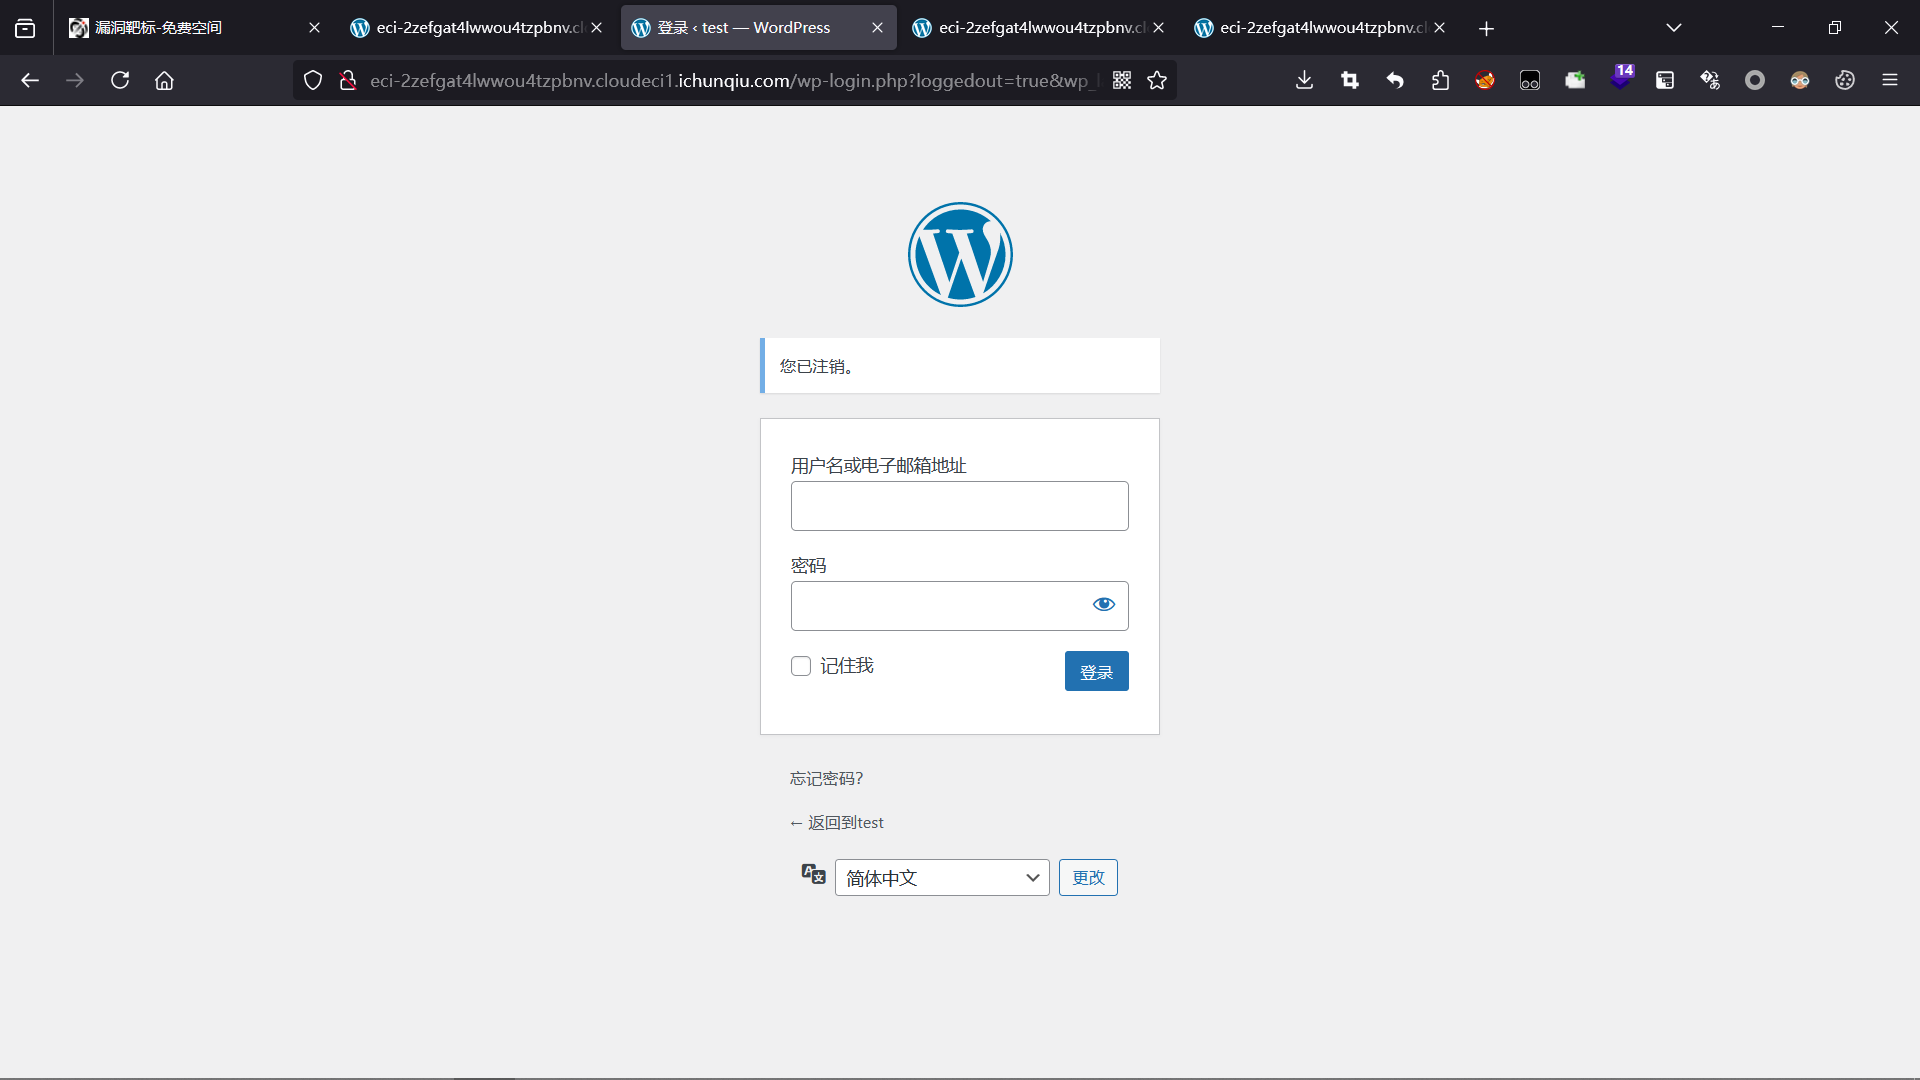 漏洞靶标-免费空间
eci-2zefgat4lwwou4tzpbnv.cl
登录 ‹ test — WordPress
eci-2zefgat4lwwou4tzpbnv.cl
eci-2zefgat4lwwou4tzpbnv.cl
eci-2zefgat4lwwou4tzpbnv.cloudeci1.ichunqiu.com/wp-login.php?loggedout=true&wp_
14
您已注销。
用户名或电子邮箱地址
密码
记住我
登录
忘记密码？
← 返回到test
简体中文
更改